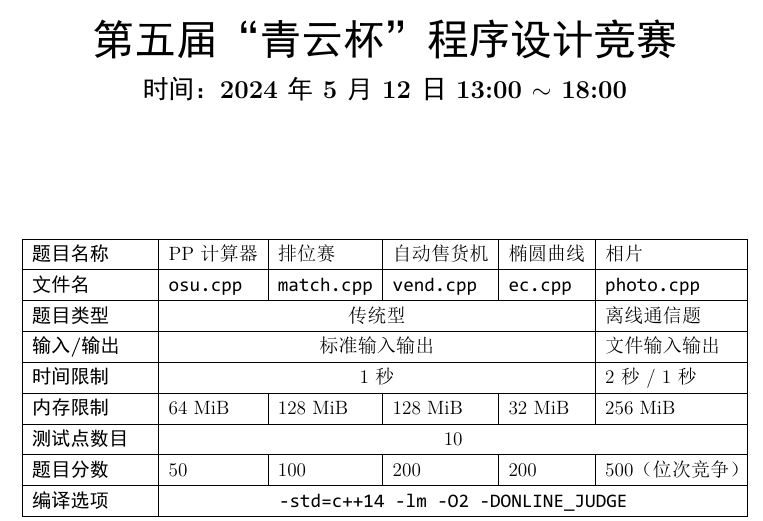 第五届“青云杯”程序设计竞赛
时间：2024 年 5 月 12 日 13:00 ∼ 18:00
题目名称 PP 计算器 排位赛 自动售货机 椭圆曲线 相片
文件名 osu.cpp match.cpp vend.cpp ec.cpp photo.cpp
题目类型 传统型 离线通信题
输入/输出 标准输入输出 文件输入输出
时间限制 1 秒 2 秒 / 1 秒
内存限制 64 MiB 128 MiB 128 MiB 32 MiB 256 MiB
测试点数目 10
题目分数 50 100 200 200 500（位次竞争）
编译选项 -std=c++14 -lm -O2 -DONLINE_JUDGE